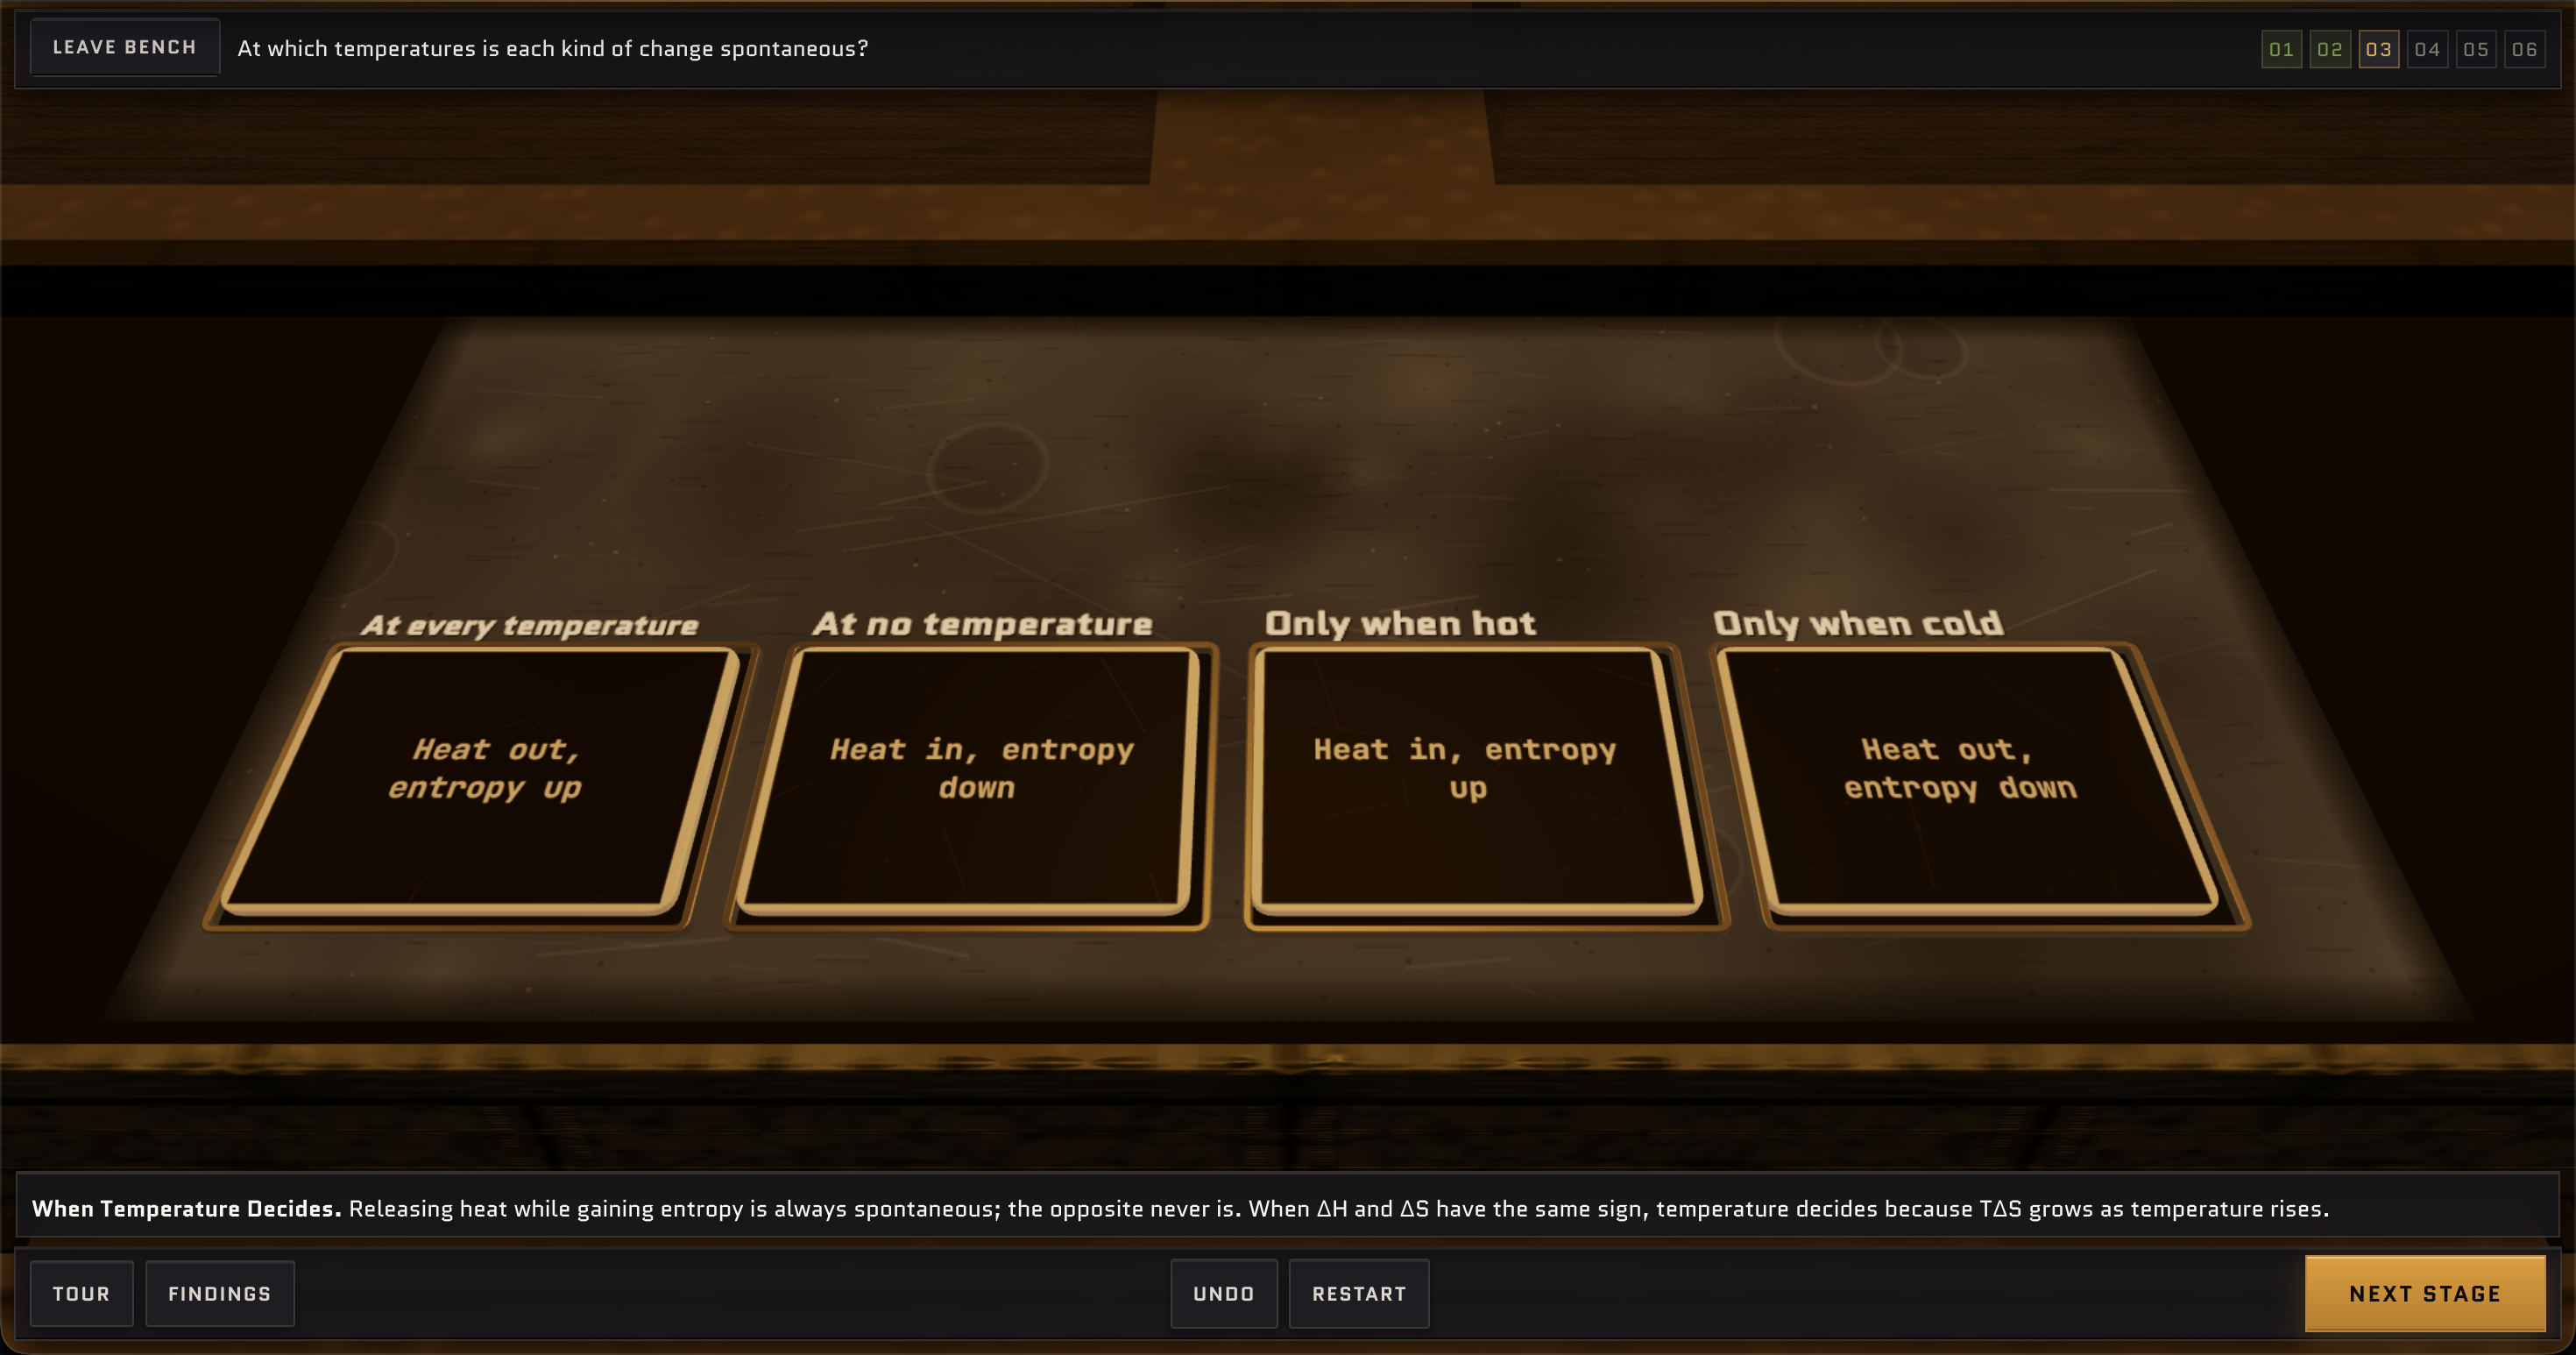 LEAVE BENCH
At which temperatures is each kind of change spontaneous?
01 02 03 04 05 06
At every temperature
At no temperature
Only when hot
Only when cold
Heat out,
entropy up
Heat in, entropy
down
Heat in, entropy
up
Heat out,
entropy down
When Temperature Decides. Releasing heat while gaining entropy is always spontaneous; the opposite never is. When ΔH and ΔS have the same sign, temperature decides because TΔS grows as temperature rises.
TOUR
FINDINGS
UNDO
RESTART
NEXT STAGE